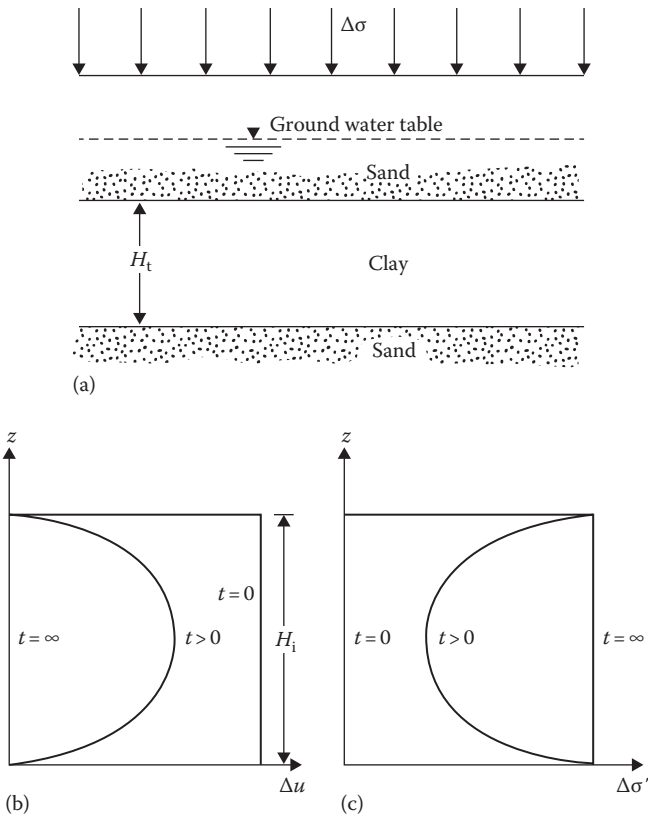 Δσ
Ground water table
Sand
H_t
Clay
Sand
(a)
z
t = 0
t = ∞
t > 0
H_i
Δu
(b)
z
t = 0
t > 0
t = ∞
Δσ′
(c)